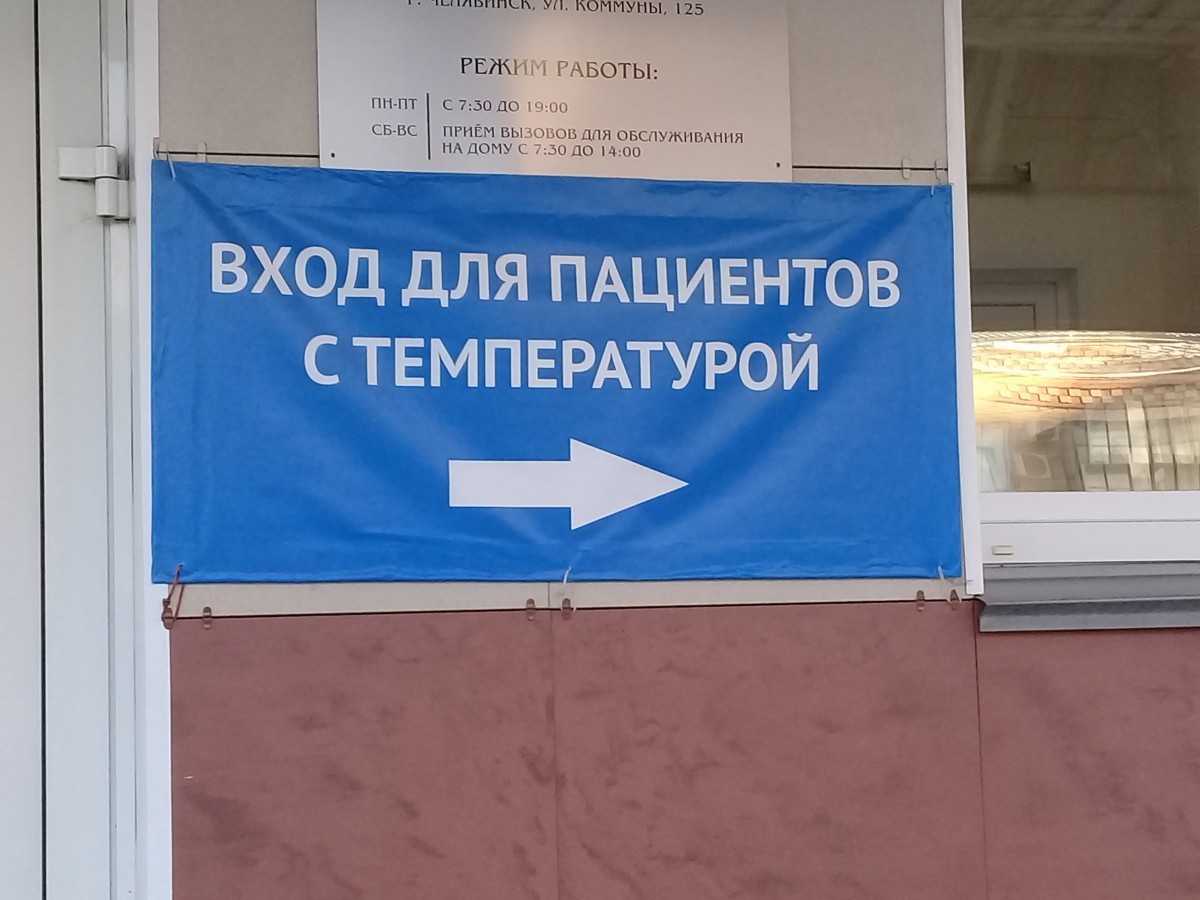 Г. ЧЕЛЯБИНСК, УЛ. КОММУНЫ, 125
РЕЖИМ РАБОТЫ:
ПН-ПТ С 7:30 ДО 19:00
СБ-ВС ПРИЁМ ВЫЗОВОВ ДЛЯ ОБСЛУЖИВАНИЯ
НА ДОМУ С 7:30 ДО 14:00
ВХОД ДЛЯ ПАЦИЕНТОВ
С ТЕМПЕРАТУРОЙ